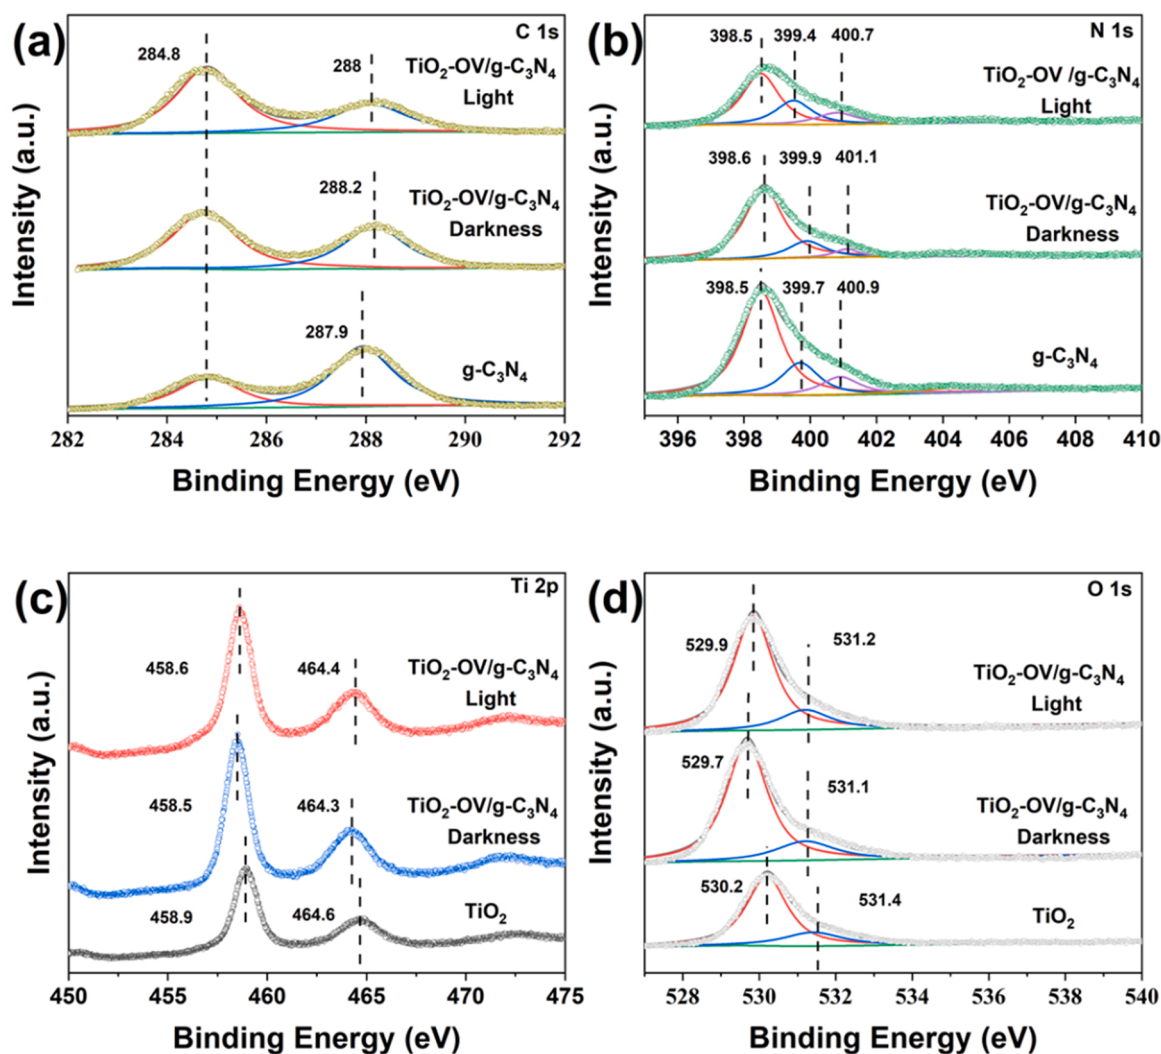 (a)
C 1s
284.8
288
TiO₂-OV/g-C₃N₄
Light
288.2
TiO₂-OV/g-C₃N₄
Darkness
287.9
g-C₃N₄
Intensity (a.u.)
282 284 286 288 290 292
Binding Energy (eV)
(b)
N 1s
398.5 399.4 400.7
TiO₂-OV /g-C₃N₄
Light
398.6 399.9 401.1
TiO₂-OV/g-C₃N₄
Darkness
398.5 399.7 400.9
g-C₃N₄
Intensity (a.u.)
396 398 400 402 404 406 408 410
Binding Energy (eV)
(c)
Ti 2p
458.6 464.4
TiO₂-OV/g-C₃N₄
Light
458.5 464.3
TiO₂-OV/g-C₃N₄
Darkness
458.9 464.6
TiO₂
Intensity (a.u.)
450 455 460 465 470 475
Binding Energy (eV)
(d)
O 1s
529.9 531.2
TiO₂-OV/g-C₃N₄
Light
529.7
531.1
TiO₂-OV/g-C₃N₄
Darkness
530.2 531.4
TiO₂
Intensity (a.u.)
528 530 532 534 536 538 540
Binding Energy (eV)